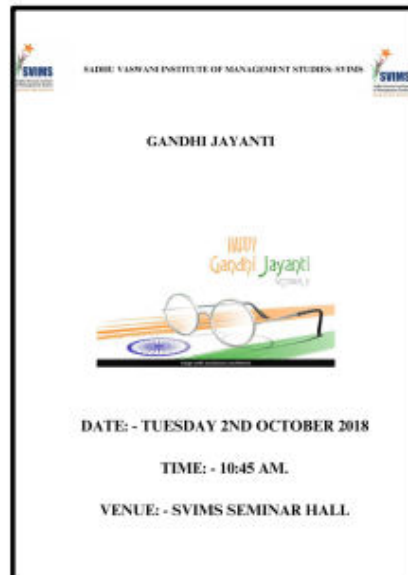 SVIMS
SADHU VASWANI INSTITUTE OF MANAGEMENT STUDIES: SVIMS
SVIMS
GANDHI JAYANTI
HAPPY
Gandhi Jayanti
DATE: - TUESDAY 2ND OCTOBER 2018
TIME: - 10:45 AM.
VENUE: - SVIMS SEMINAR HALL